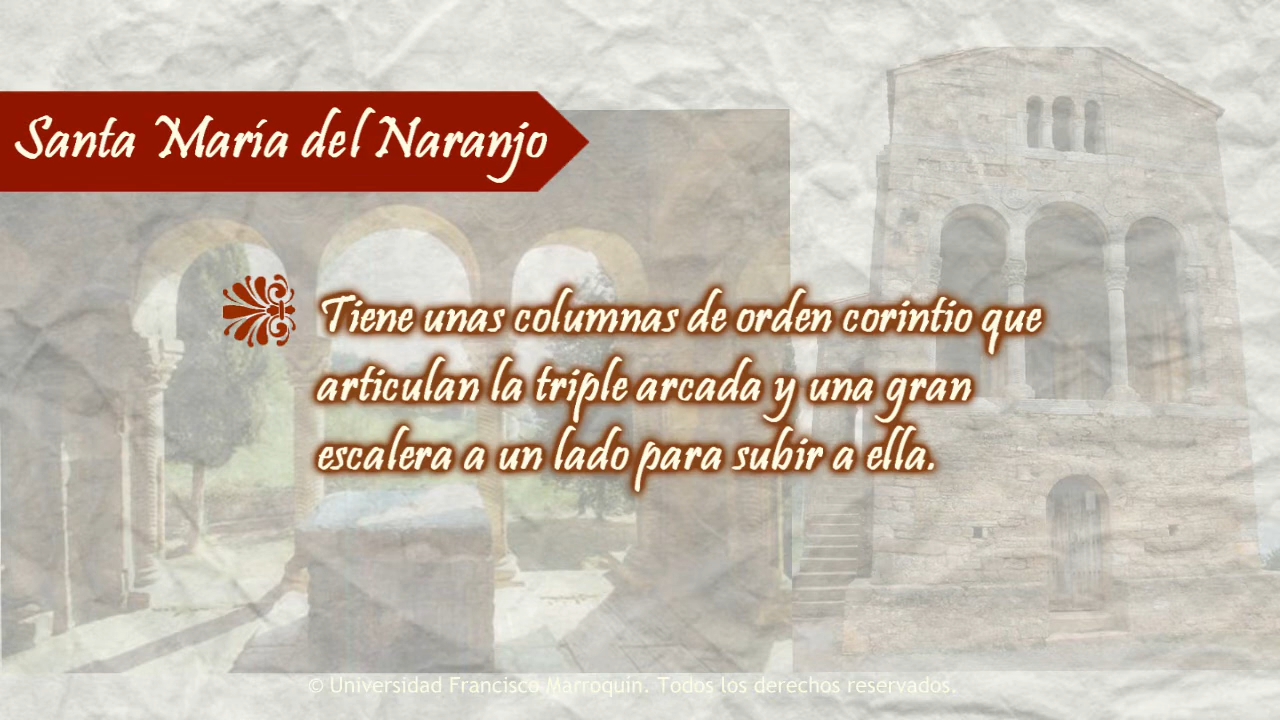 Santa María del Naranjo
Tiene unas columnas de orden corintio que
articulan la triple arcada y una gran
escalera a un lado para subir a ella.
© Universidad Francisco Marroquín. Todos los derechos reservados.